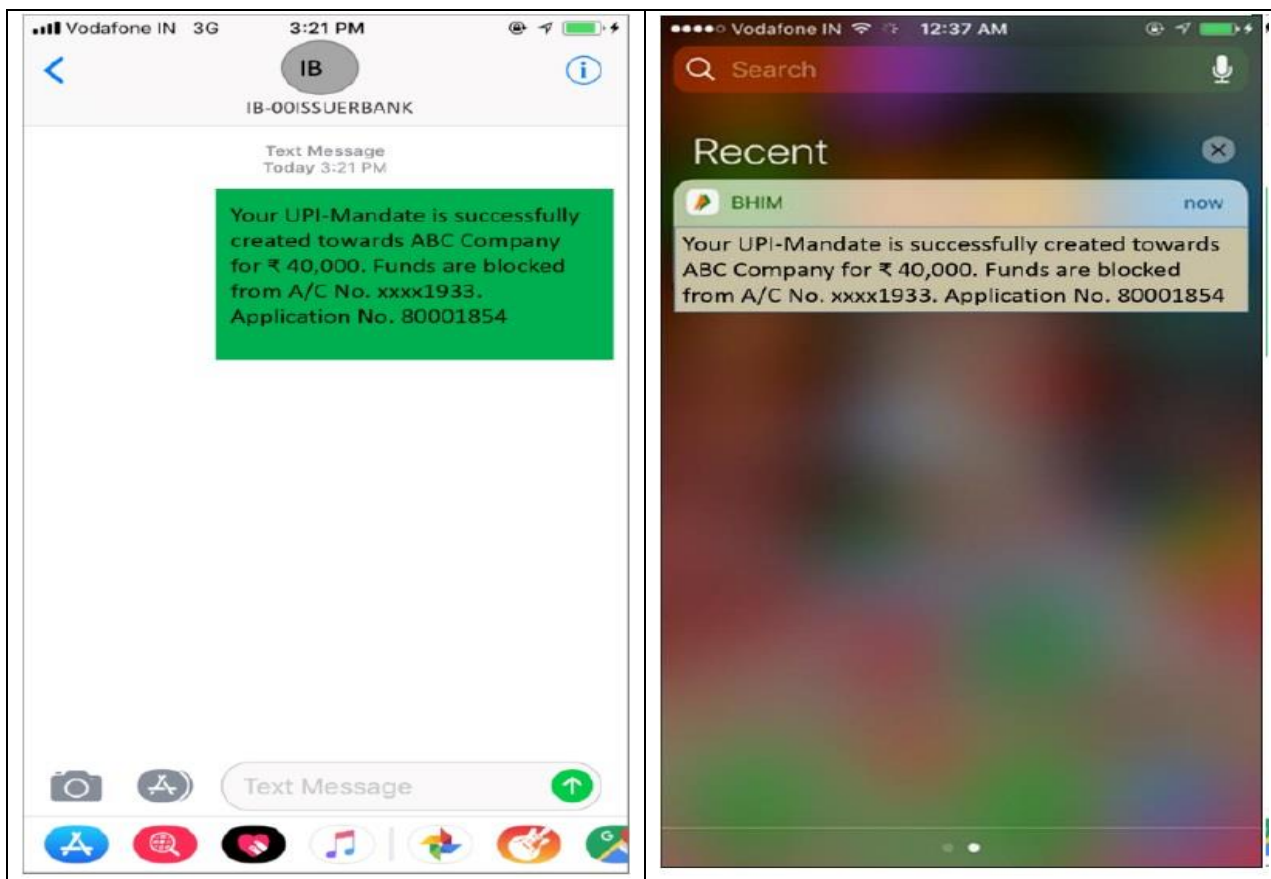 Vodafone IN 3G 3:21 PM
IB
IB-00ISSUERBANK
Text Message
Today 3:21 PM
Your UPI-Mandate is successfully
created towards ABC Company
for ₹ 40,000. Funds are blocked
from A/C No. xxxx1933.
Application No. 80001854
Text Message
G
Vodafone IN 12:37 AM
Search
Recent
BHIM now
Your UPI-Mandate is successfully created towards
ABC Company for ₹ 40,000. Funds are blocked
from A/C No. xxxx1933. Application No. 80001854